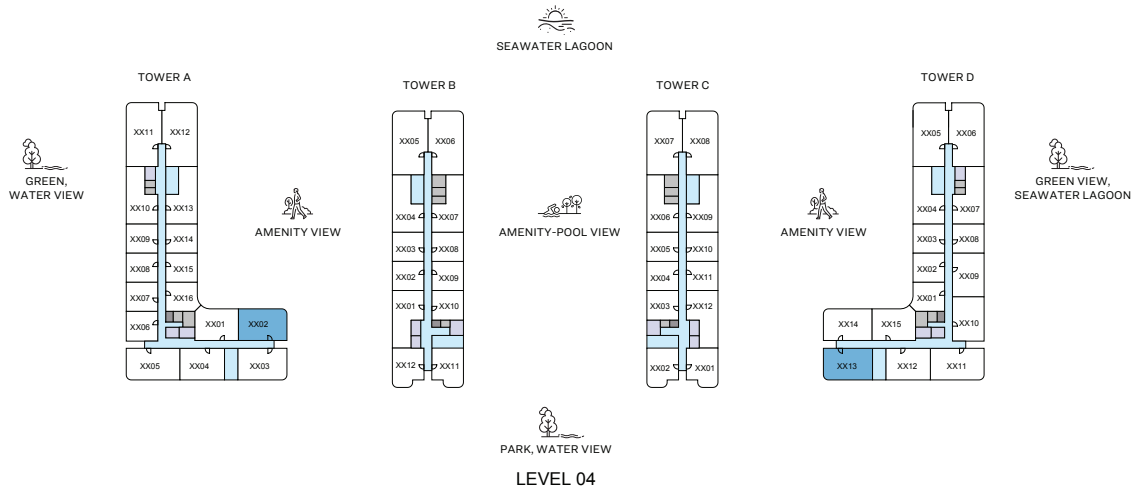 SEAWATER LAGOON
TOWER A
TOWER B
TOWER C
TOWER D
XX11 XX12
XX05 XX06
XX07 XX08
XX05 XX06
GREEN,
WATER VIEW
GREEN VIEW,
SEAWATER LAGOON
XX10 XX13
XX04 XX07
XX06 XX09
XX04 XX07
AMENITY VIEW
AMENITY-POOL VIEW
AMENITY VIEW
XX09 XX14
XX03 XX08
XX05 XX10
XX03 XX08
XX08 XX15
XX02 XX09
XX04 XX11
XX02 XX09
XX07 XX16
XX01 XX10
XX03 XX12
XX01
XX06 XX01 XX02
XX14 XX15 XX10
XX05 XX04 XX03
XX12 XX11
XX02 XX01
XX13 XX12 XX11
PARK, WATER VIEW
LEVEL 04